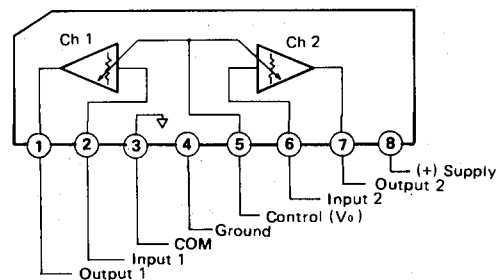 Ch 1
Ch 2
1
2
3
4
5
6
7
8
(+) Supply
Output 2
Input 2
Control (V₀)
Ground
COM
Input 1
Output 1